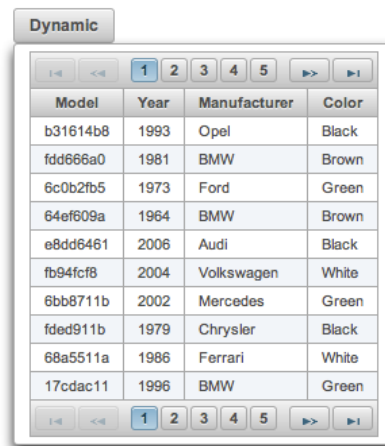 Dynamic
1 2 3 4 5
Model Year Manufacturer Color
b31614b8 1993 Opel Black
fdd666a0 1981 BMW Brown
6c0b2fb5 1973 Ford Green
64ef609a 1964 BMW Brown
e8dd6461 2006 Audi Black
fb94fcf8 2004 Volkswagen White
6bb8711b 2002 Mercedes Green
fded911b 1979 Chrysler Black
68a5511a 1986 Ferrari White
17cdac11 1996 BMW Green
1 2 3 4 5